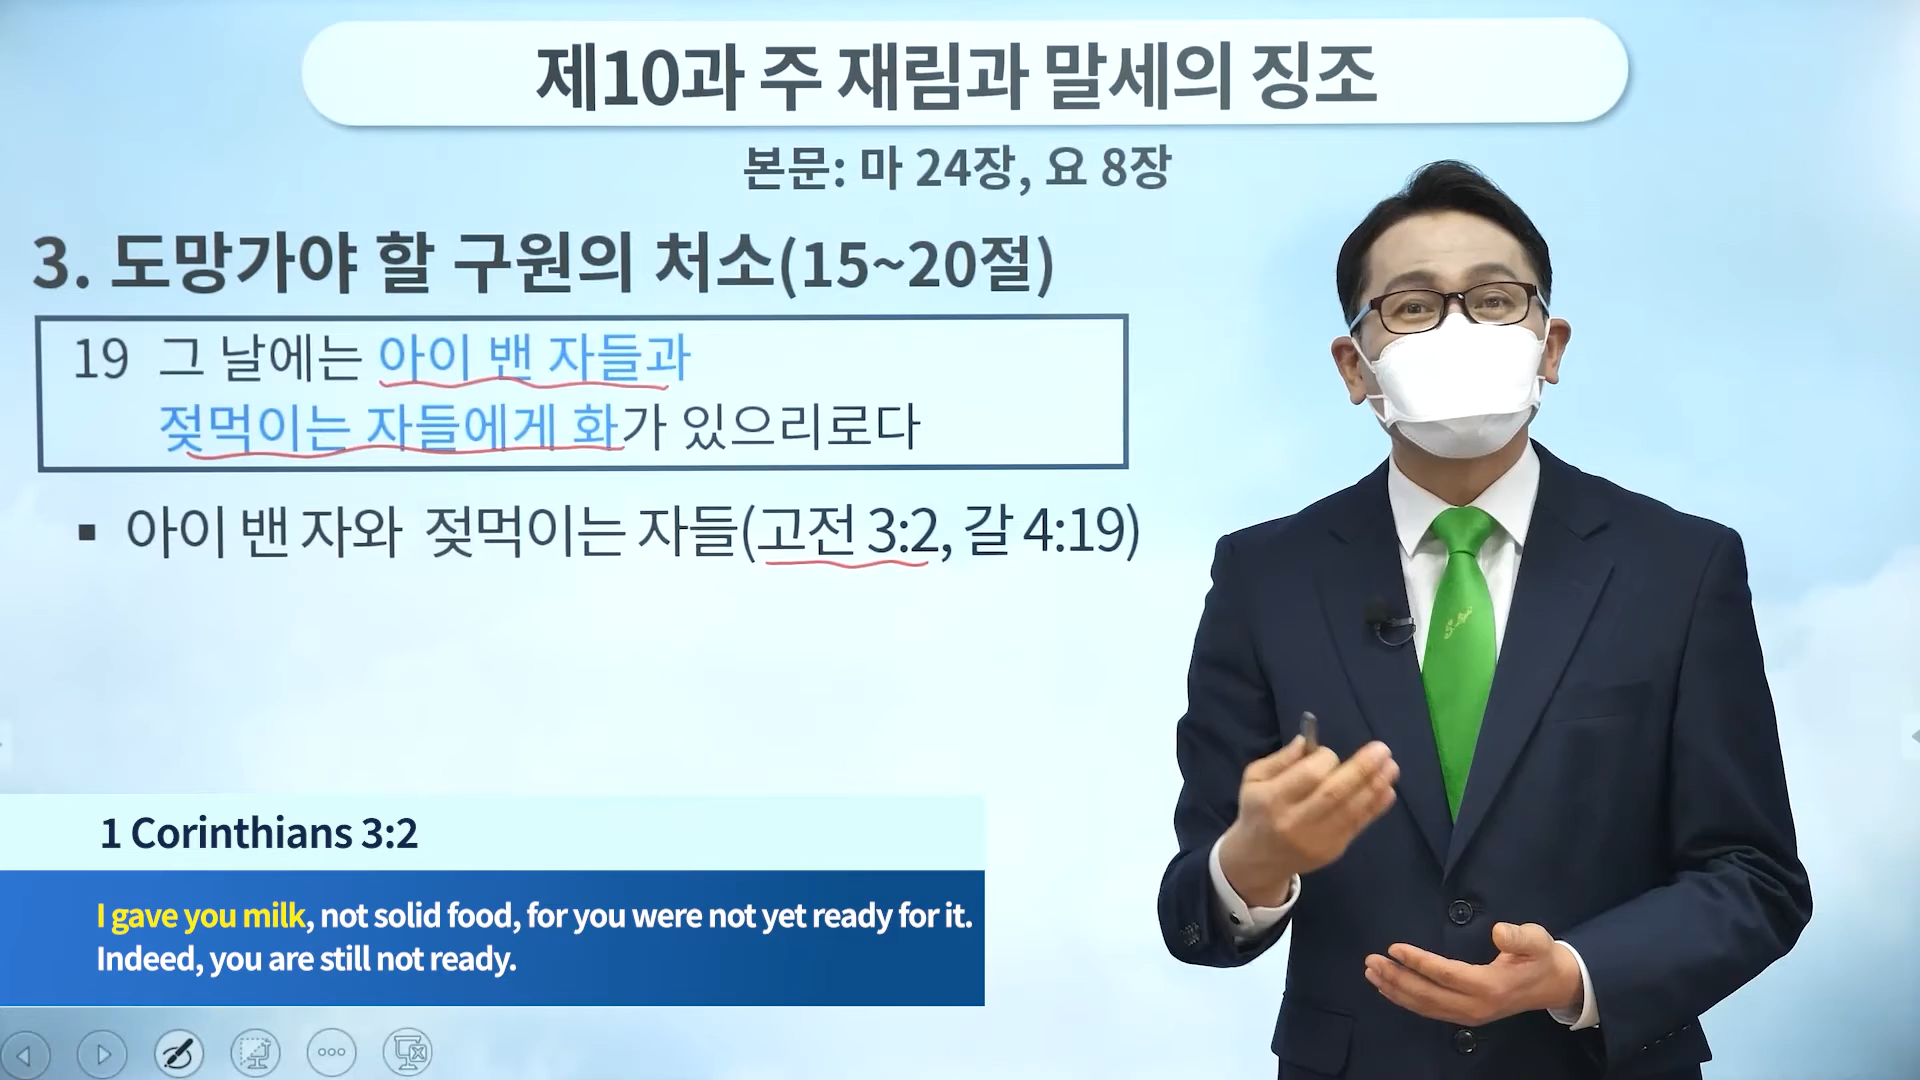 제10과 주 재림과 말세의 징조
본문: 마 24장, 요 8장
3. 도망가야 할 구원의 처소(15~20절)
19 그 날에는 아이 밴 자들과
젖먹이는 자들에게 화가 있으리로다
▪ 아이 밴 자와 젖먹이는 자들(고전 3:2, 갈 4:19)
1 Corinthians 3:2
I gave you milk, not solid food, for you were not yet ready for it.
Indeed, you are still not ready.